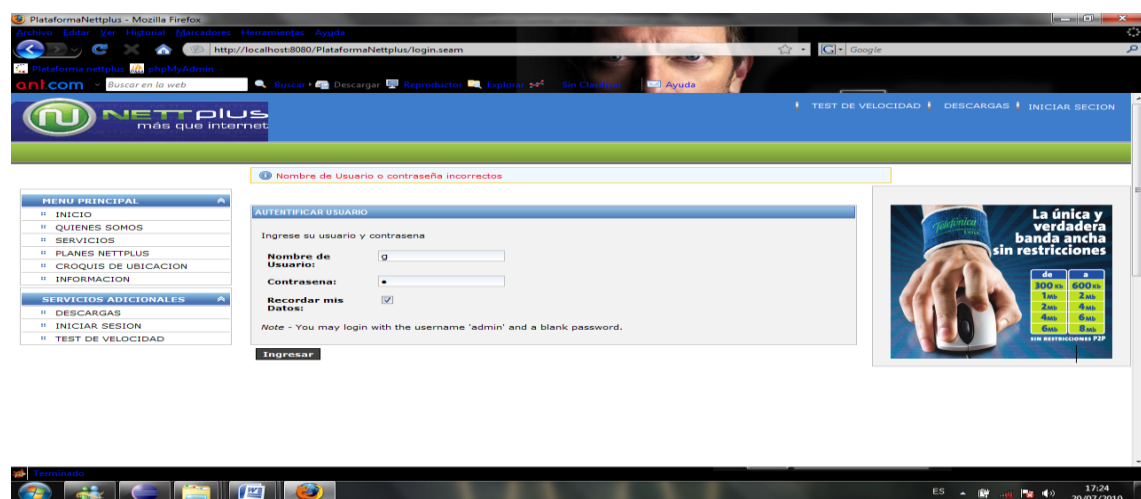 PlataformaNettplus - Mozilla Firefox
Archivo Editar Ver Historial Marcadores Herramientas Ayuda
http://localhost:8080/PlataformaNettplus/login.seam
G Google
Plataforma nettplus phpMyAdmin
antcom Buscar en la web Buscar Descargar Reproductor Explorar Sin Clasificar Ayuda
NETTplus
más que internet
TEST DE VELOCIDAD DESCARGAS INICIAR SECION
Nombre de Usuario o contraseña incorrectos
MENU PRINCIPAL
INICIO
QUIENES SOMOS
SERVICIOS
PLANES NETTPLUS
CROQUIS DE UBICACION
INFORMACION
SERVICIOS ADICIONALES
DESCARGAS
INICIAR SESION
TEST DE VELOCIDAD
AUTENTIFICAR USUARIO
Ingrese su usuario y contrasena
Nombre de Usuario: g
Contrasena: •
Recordar mis Datos:
Note - You may login with the username 'admin' and a blank password.
Ingresar
Telefónica
La única y
verdadera
banda ancha
sin restricciones
de a
300 Kb 600 Kb
1Mb 2Mb
2Mb 4Mb
4Mb 6Mb
6Mb 8Mb
SIN RESTRICCIONES P2P
Terminado
ES 17:24
20/07/2010